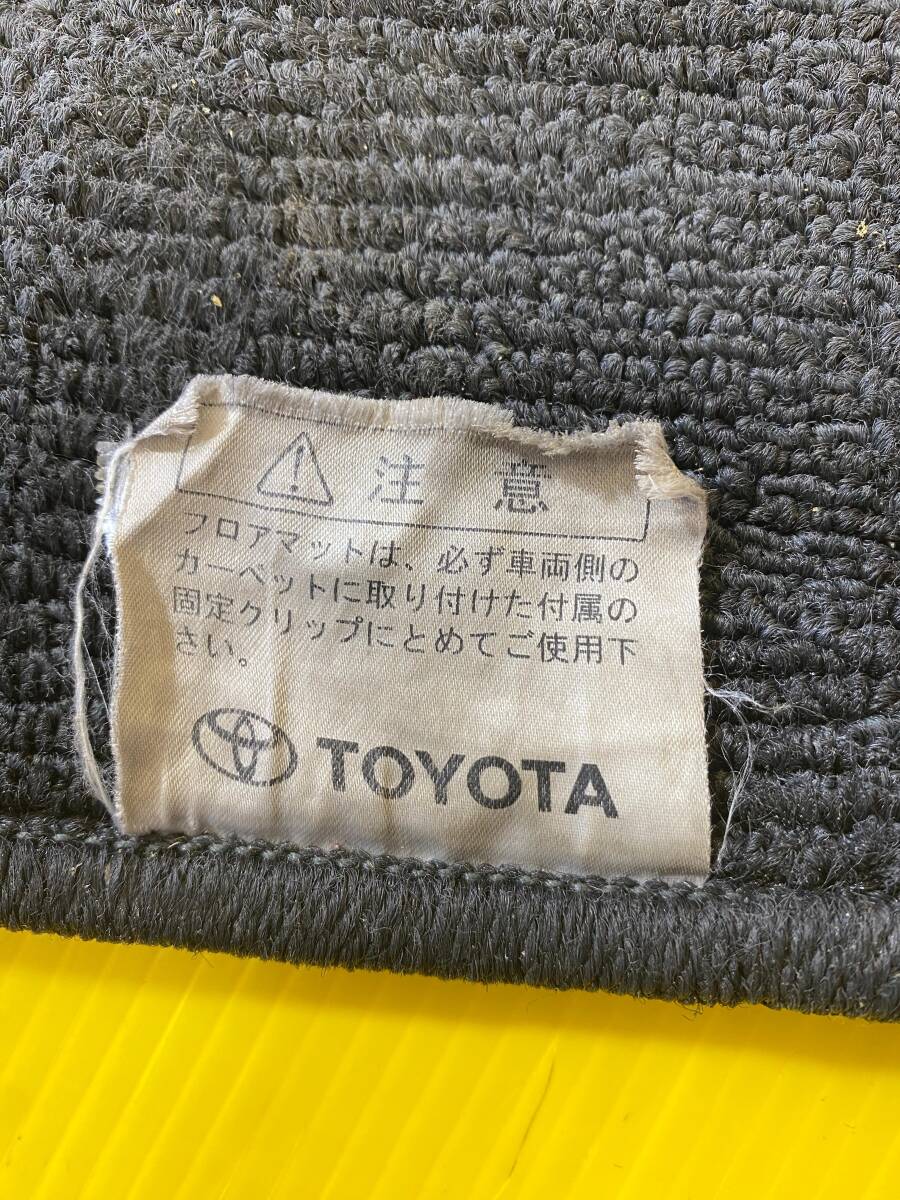 注意
フロアマットは、必ず車両側の
カーペットに取り付けた付属の
固定クリップにとめてご使用下
さい。
TOYOTA